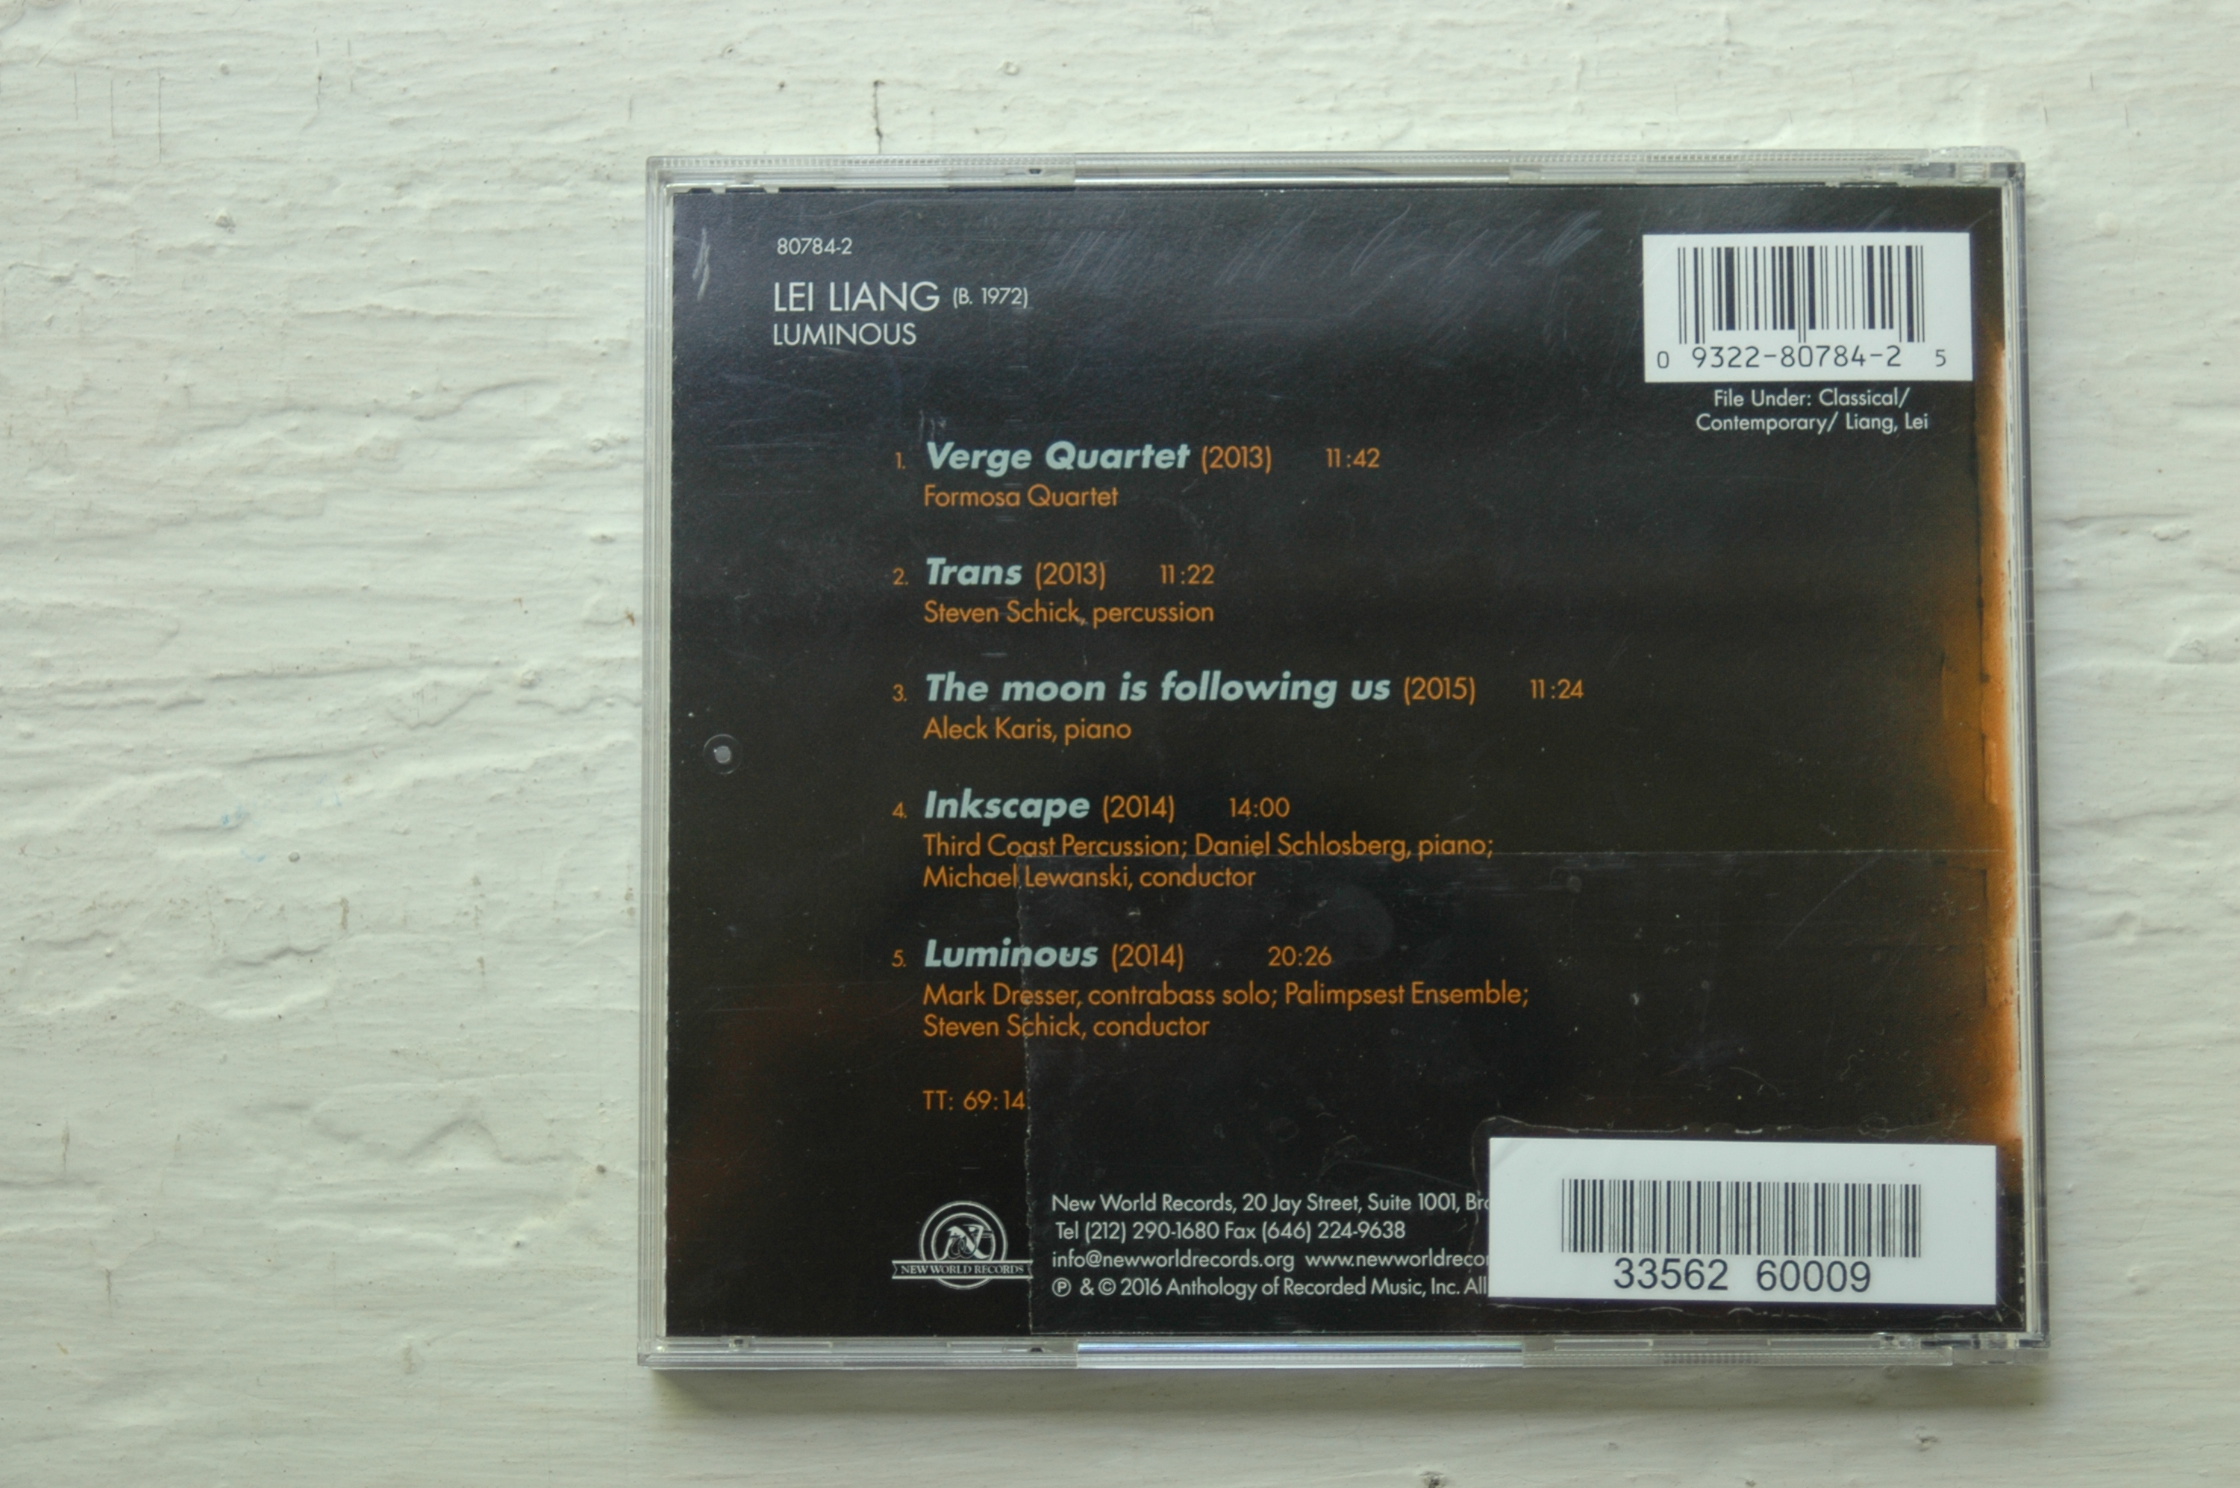 80784-2
LEI LIANG (B. 1972)
LUMINOUS
0 9322-80784-2 5
File Under: Classical/
Contemporary/ Liang, Lei
1. Verge Quartet (2013) 11:42
Formosa Quartet
2. Trans (2013) 11:22
Steven Schick, percussion
3. The moon is following us (2015) 11:24
Aleck Karis, piano
4. Inkscape (2014) 14:00
Third Coast Percussion; Daniel Schlosberg, piano;
Michael Lewanski, conductor
5. Luminous (2014) 20:26
Mark Dresser, contrabass solo; Palimpsest Ensemble;
Steven Schick, conductor
TT: 69:14
NEW WORLD RECORDS
New World Records, 20 Jay Street, Suite 1001,
Tel (212) 290-1680 Fax (646) 224-9638
info@newworldrecords.org
℗ & © 2016 Anthology of Recorded Music, Inc. All
33562 60009